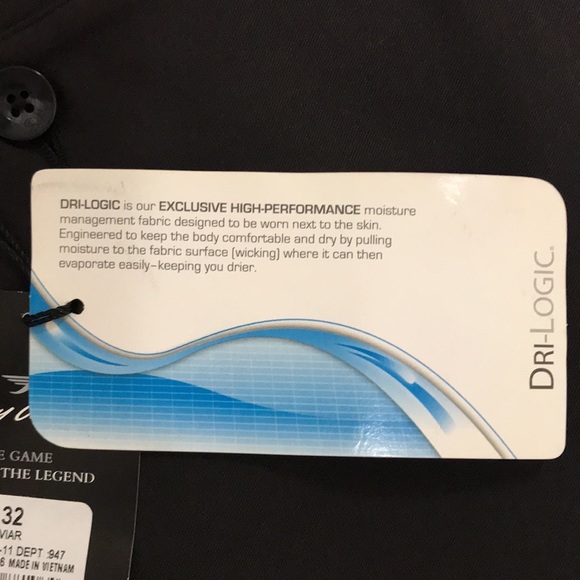 DRI-LOGIC is our EXCLUSIVE HIGH-PERFORMANCE moisture
management fabric designed to be worn next to the skin.
Engineered to keep the body comfortable and dry by pulling
moisture to the fabric surface (wicking) where it can then
evaporate easily-keeping you drier.
DRI-LOGIC®
GAME
THE LEGEND
32
-11 DEPT :947
6 MADE IN VIETNAM